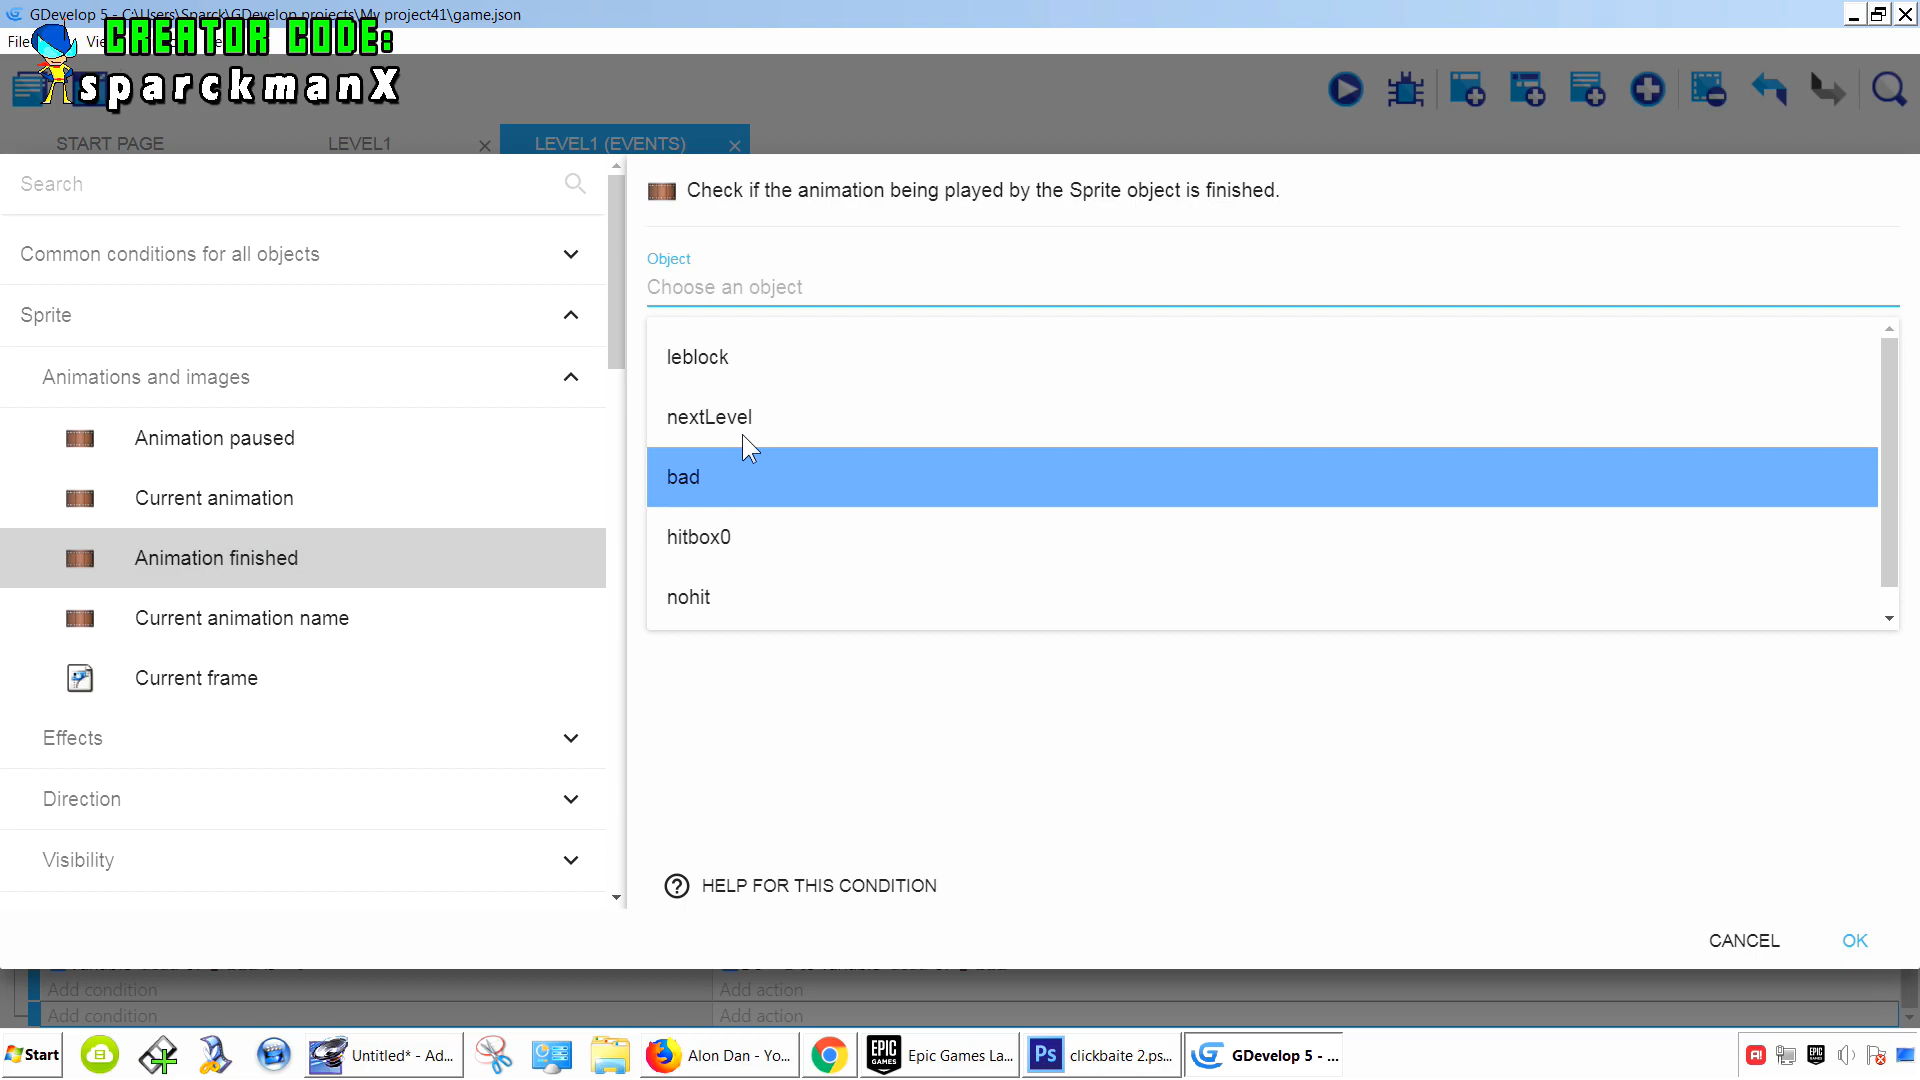 GDevelop 5 - C:\Users\Sparck\GDevelop projects\My project41\game.json
CREATOR CODE:
sparckmanX
File
START PAGE
LEVEL1
LEVEL1 (EVENTS)
Search
Common conditions for all objects
Sprite
Animations and images
Animation paused
Current animation
Animation finished
Current animation name
Current frame
Effects
Direction
Visibility
Check if the animation being played by the Sprite object is finished.
Object
Choose an object
leblock
nextLevel
bad
hitbox0
nohit
HELP FOR THIS CONDITION
CANCEL
OK
Add condition
Add action
Add condition
Add action
Start
Untitled* - Ad...
Alon Dan - Yo...
EPIC GAMES
Epic Games La...
Ps
clickbaite 2.ps...
GDevelop 5 - ...